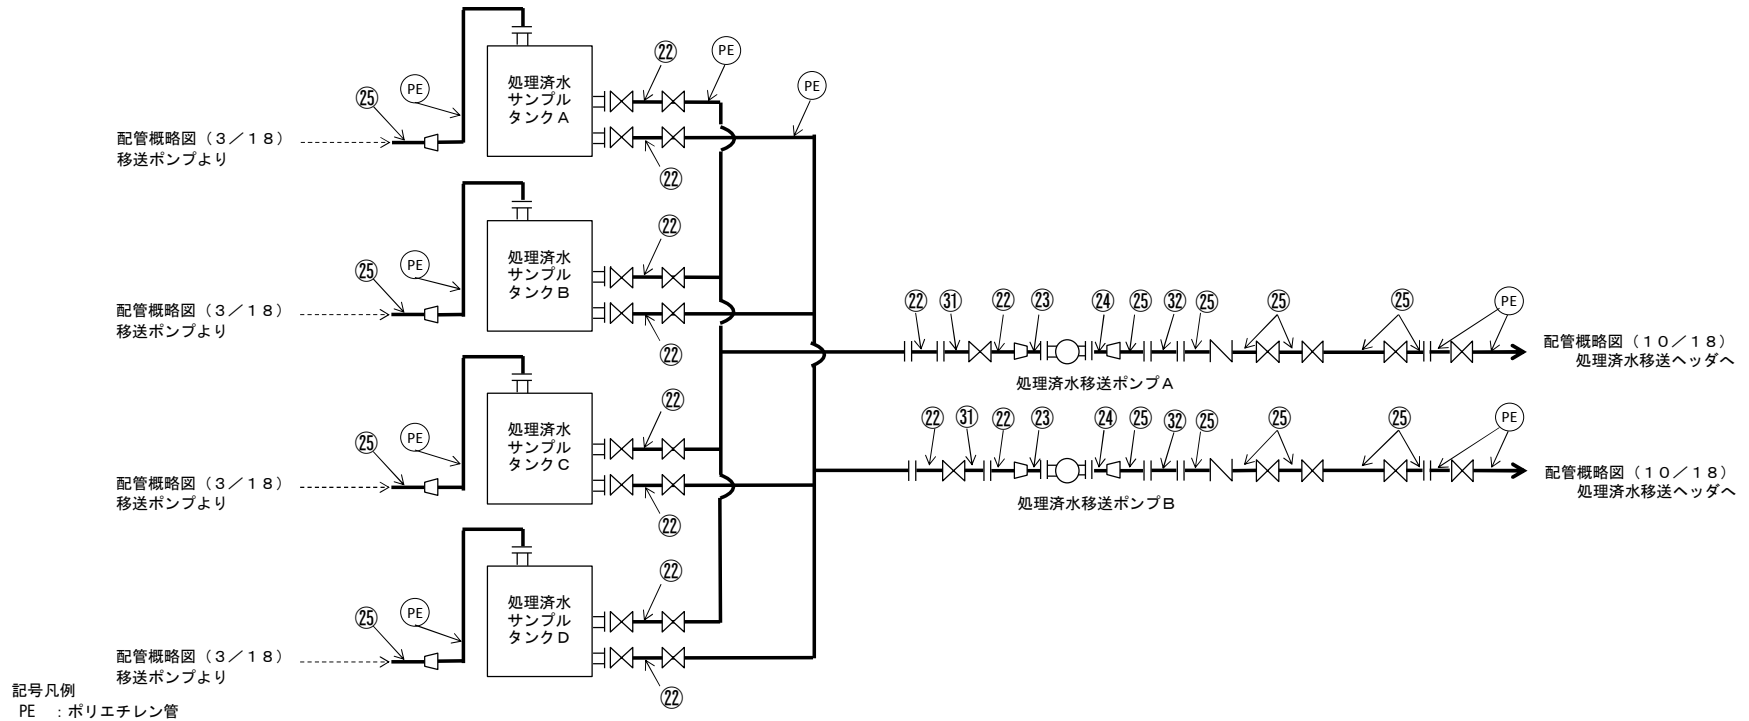 ㉒
PE
PE
㉕
PE
処理済水
サンプル
タンクA
配管概略図(3/18)
移送ポンプより
㉒
㉒
㉕
PE
処理済水
サンプル
タンクB
配管概略図(3/18)
移送ポンプより
㉒
㉒
㉛
㉒
㉓
㉔
㉕
㉜
㉕
㉕
㉕
PE
配管概略図(10/18)
処理済水移送ヘッダへ
処理済水移送ポンプA
㉒
㉕
PE
処理済水
サンプル
タンクC
配管概略図(3/18)
移送ポンプより
㉒
㉒
㉛
㉒
㉓
㉔
㉕
㉜
㉕
㉕
㉕
PE
配管概略図(10/18)
処理済水移送ヘッダへ
処理済水移送ポンプB
㉒
㉕
PE
処理済水
サンプル
タンクD
配管概略図(3/18)
移送ポンプより
㉒
記号凡例
PE :ポリエチレン管